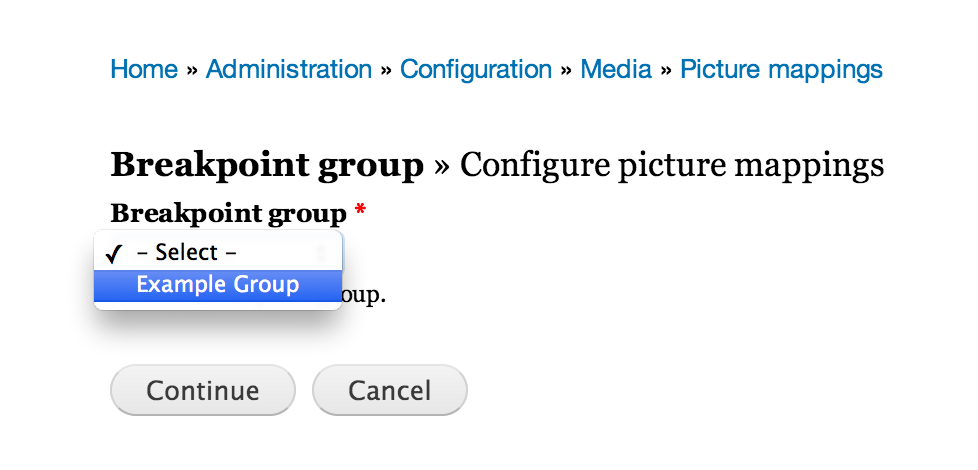 Home » Administration » Configuration » Media » Picture mappings
Breakpoint group » Configure picture mappings
Breakpoint group *
✓ – Select –
Example Group
oup.
Continue Cancel